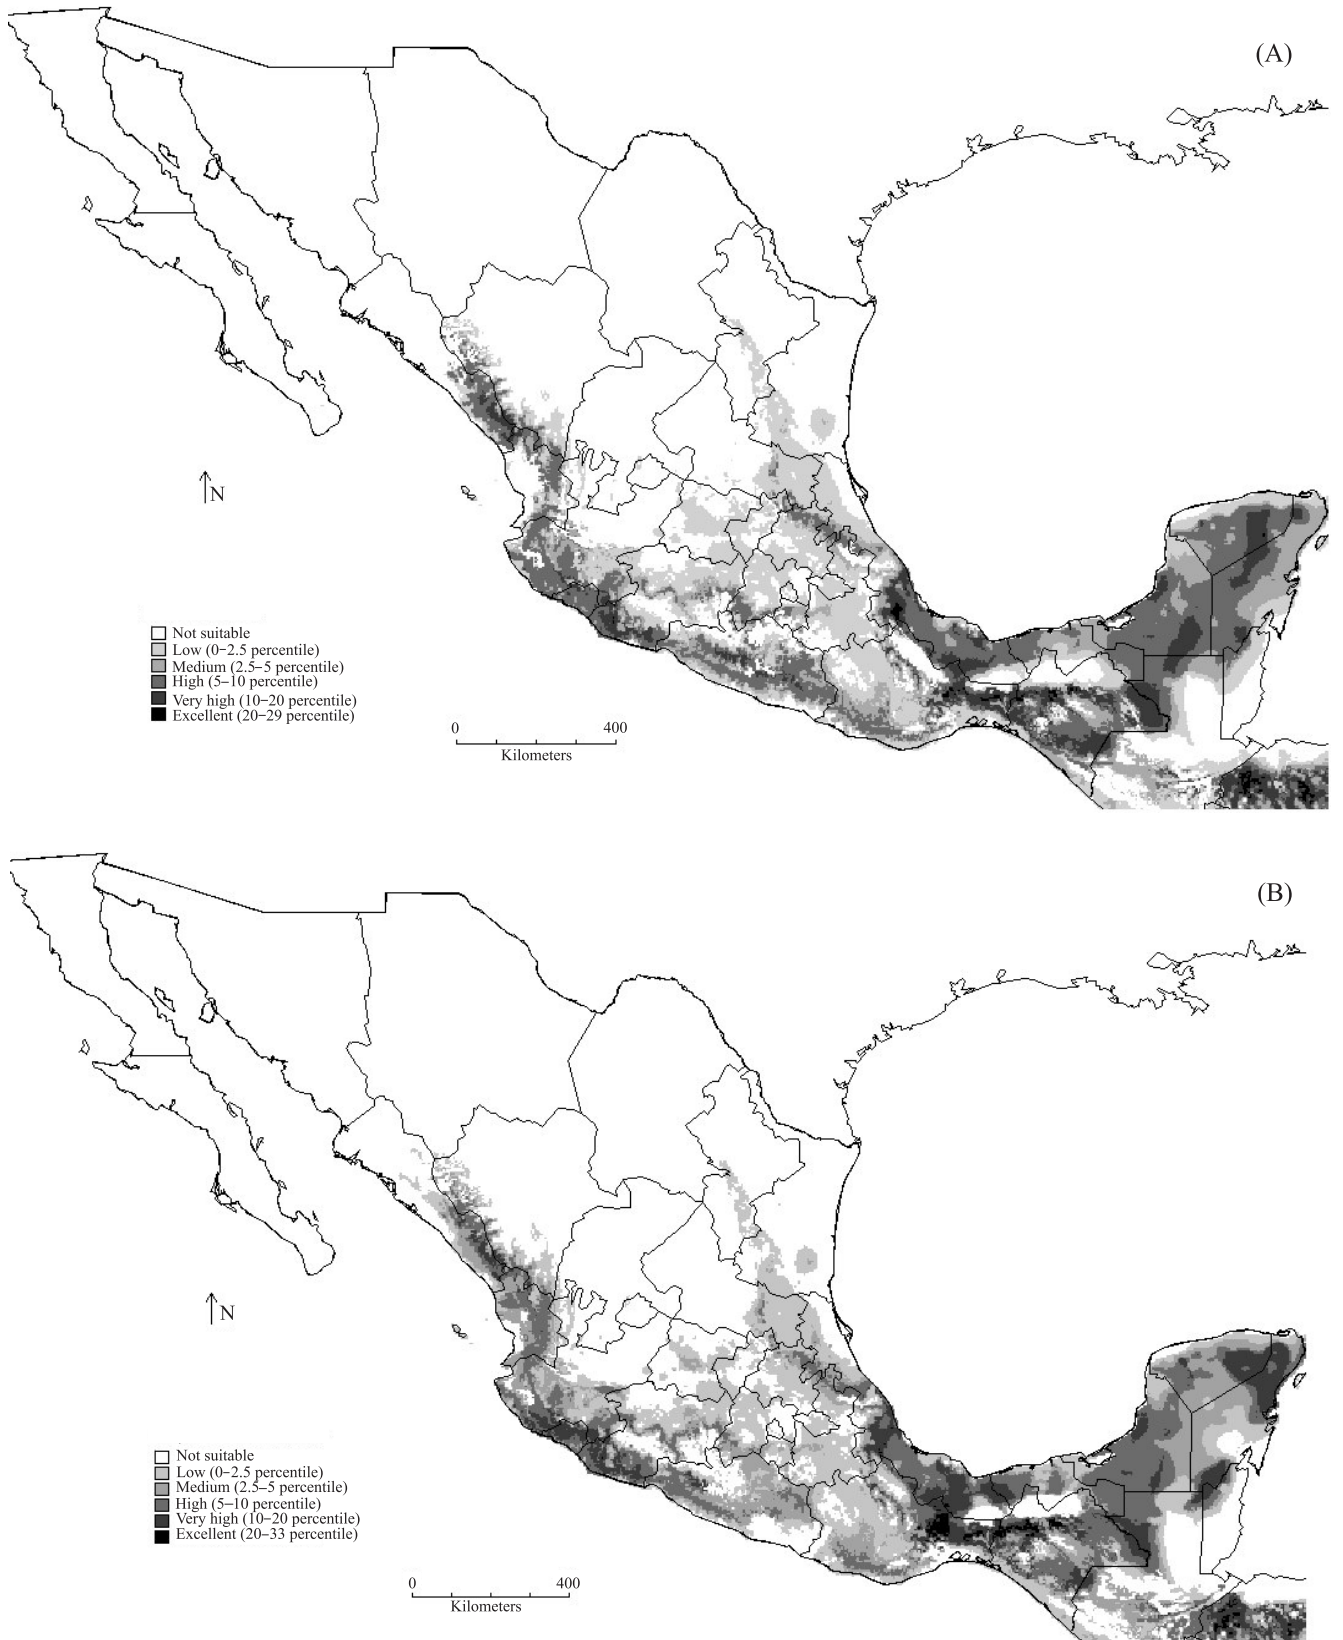 (A)
N
Not suitable
Low (0–2.5 percentile)
Medium (2.5–5 percentile)
High (5–10 percentile)
Very high (10–20 percentile)
Excellent (20–29 percentile)
0 400
Kilometers
(B)
N
Not suitable
Low (0–2.5 percentile)
Medium (2.5–5 percentile)
High (5–10 percentile)
Very high (10–20 percentile)
Excellent (20–33 percentile)
0 400
Kilometers